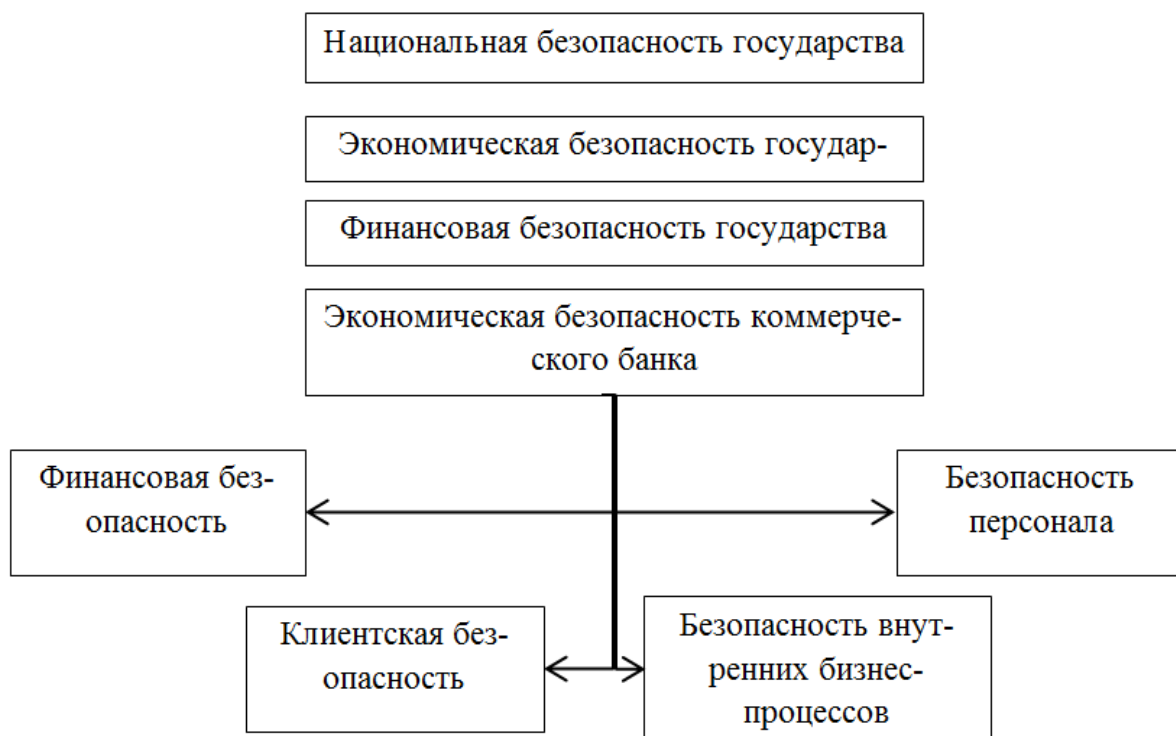 Национальная безопасность государства
Экономическая безопасность государ-
Финансовая безопасность государства
Экономическая безопасность коммерче-
ского банка
Финансовая без-
опасность
Безопасность
персонала
Клиентская без-
опасность
Безопасность внут-
ренних бизнес-
процессов